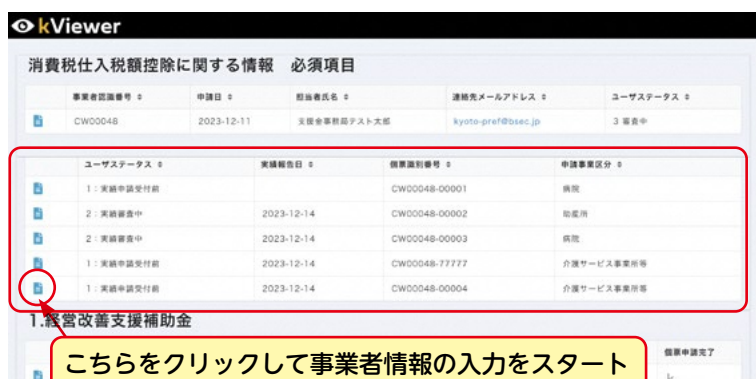 kViewer
消費税仕入税額控除に関する情報 必須項目
事業者認識番号 申請日 担当者氏名 連絡先メールアドレス ユーザステータス
CW00048 2023-12-11 支援金事務局テスト太郎 kyoto-pref@bsec.jp 3 審査中
ユーザステータス 実績報告日 個票識別番号 申請事業区分
1：実績申請受付前 CW00048-00001 病院
2：実績審査中 2023-12-14 CW00048-00002 助産所
2：実績審査中 2023-12-14 CW00048-00003 病院
1：実績申請受付前 2023-12-14 CW00048-77777 介護サービス事業所等
1：実績申請受付前 2023-12-14 CW00048-00004 介護サービス事業所等
1.経営改善支援補助金
個票申請完了
こちらをクリックして事業者情報の入力をスタート